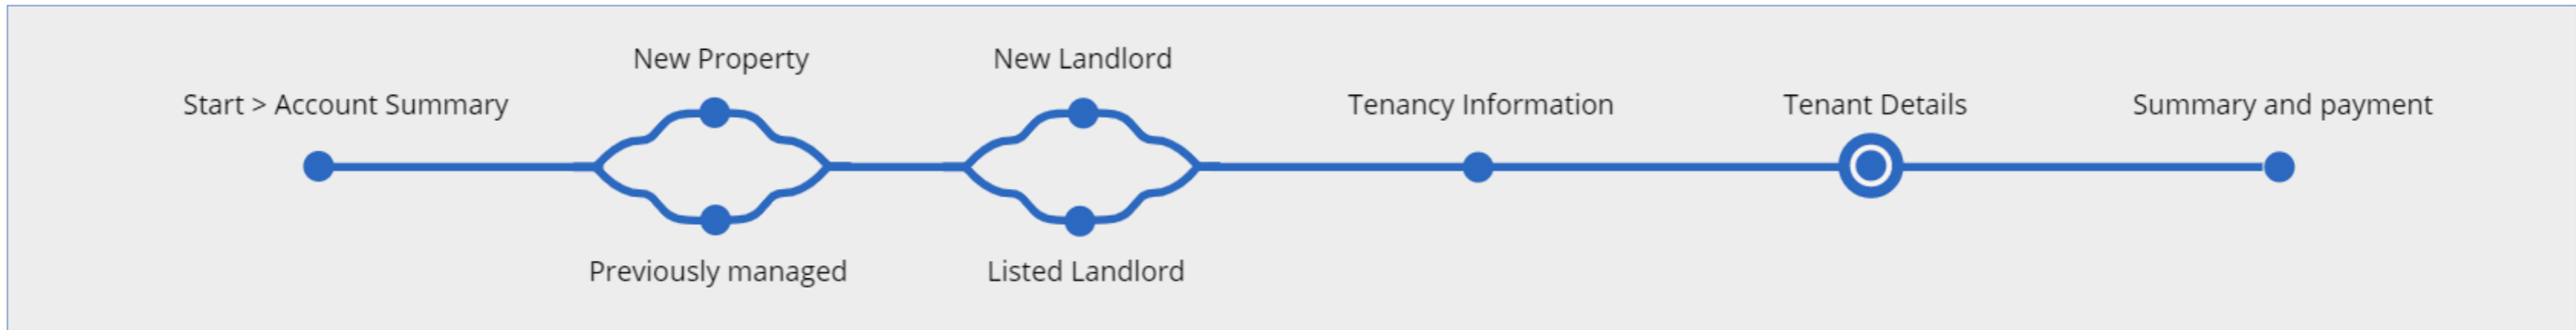 Start > Account Summary
New Property
Previously managed
New Landlord
Listed Landlord
Tenancy Information
Tenant Details
Summary and payment